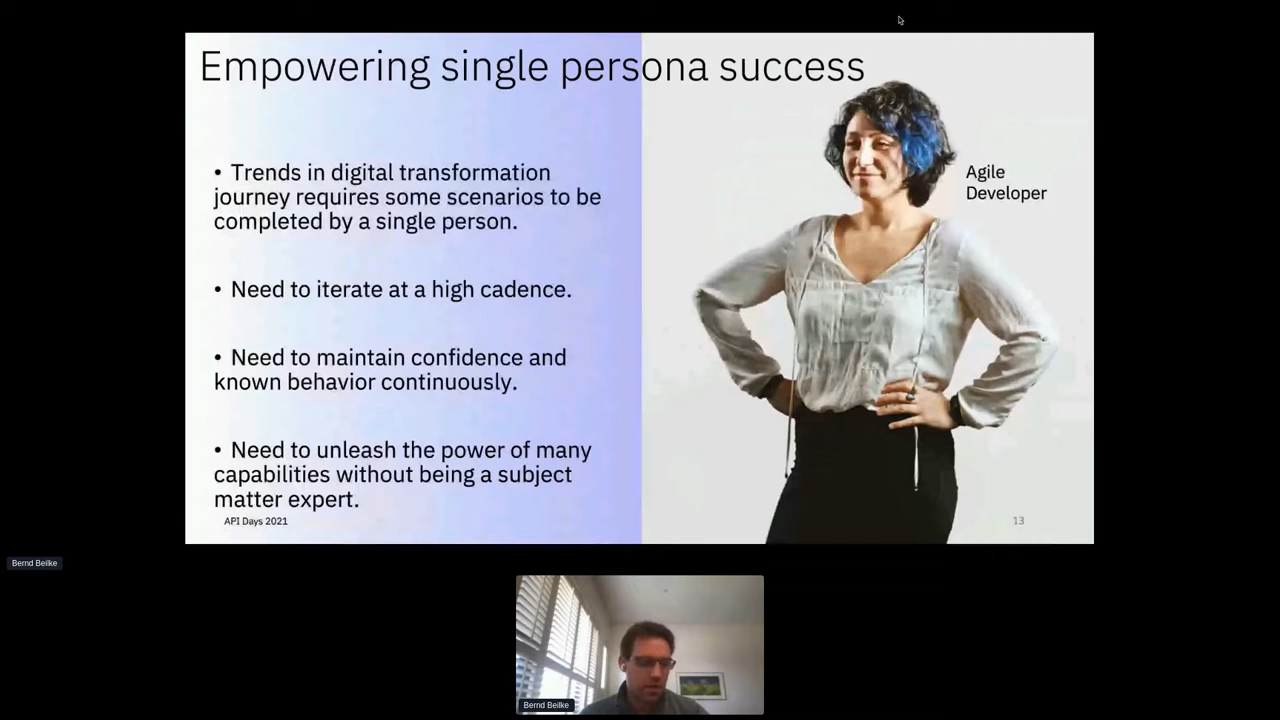 Empowering single persona success
• Trends in digital transformation
journey requires some scenarios to be
completed by a single person.
• Need to iterate at a high cadence.
• Need to maintain confidence and
known behavior continuously.
• Need to unleash the power of many
capabilities without being a subject
matter expert.
Agile
Developer
API Days 2021
13
Bernd Beilke
Bernd Beilke